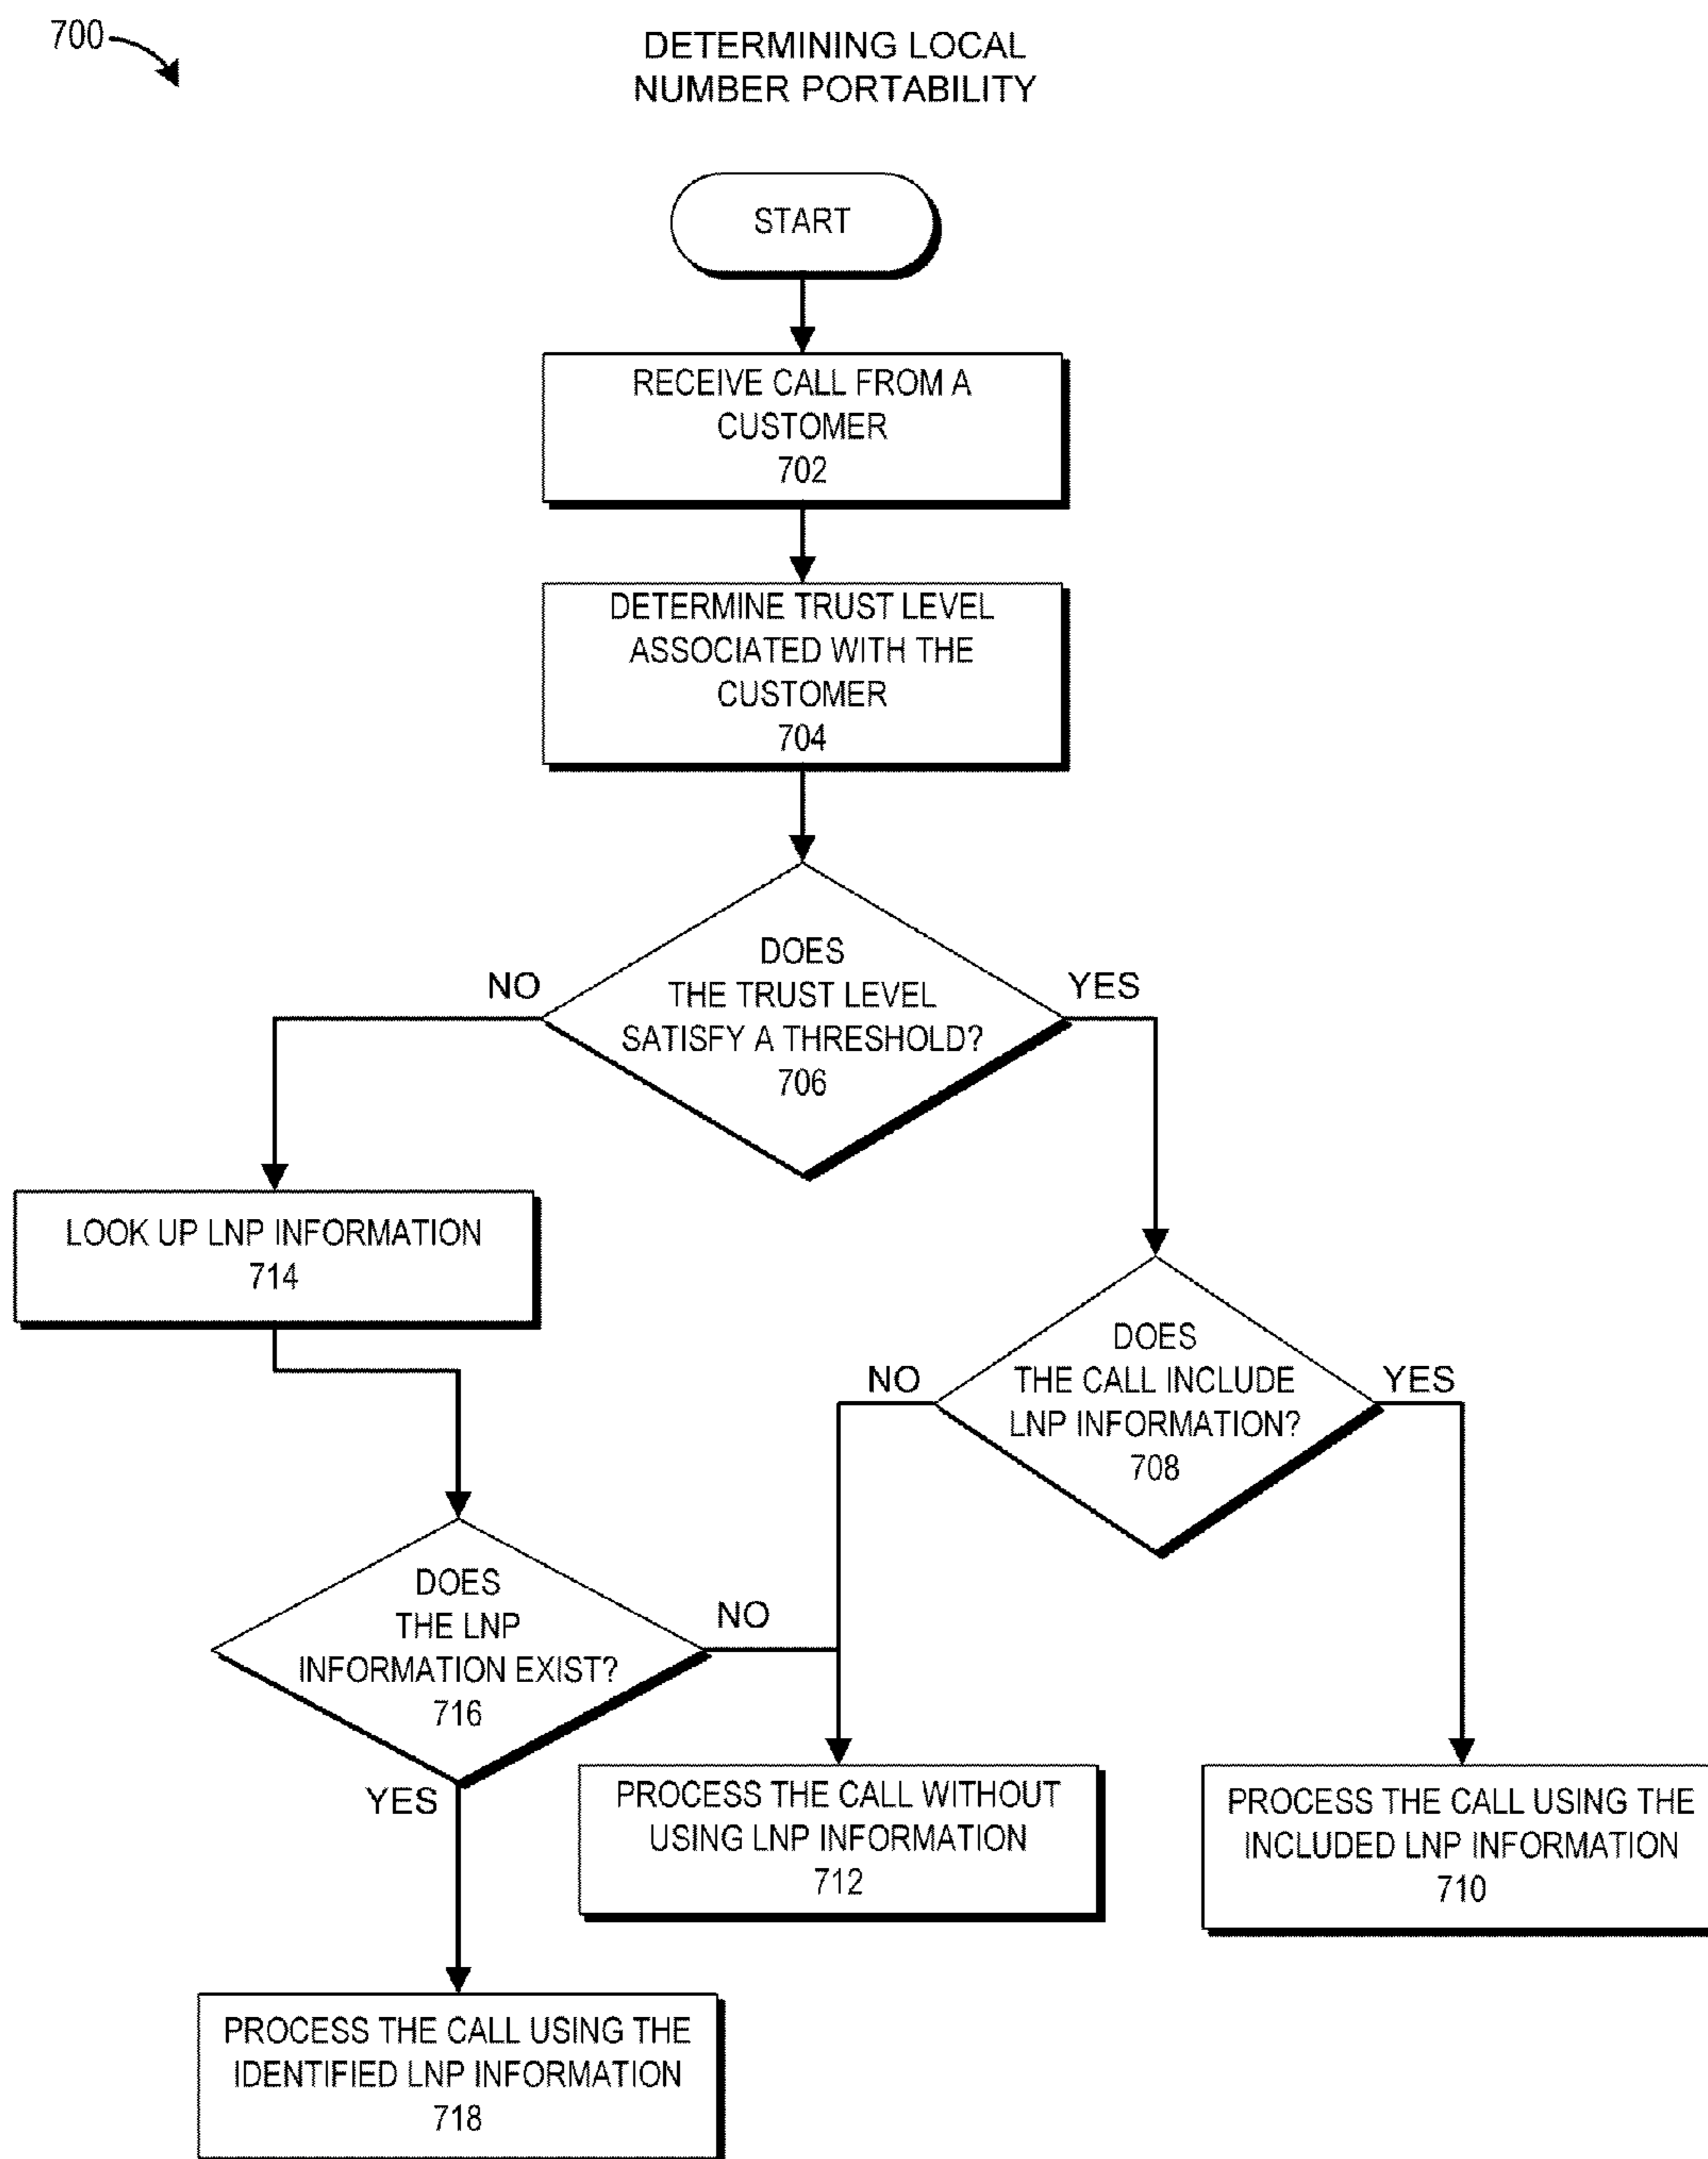 700
DETERMINING LOCAL
NUMBER PORTABILITY
START
RECEIVE CALL FROM A
CUSTOMER
702
DETERMINE TRUST LEVEL
ASSOCIATED WITH THE
CUSTOMER
704
DOES
THE TRUST LEVEL
SATISFY A THRESHOLD?
706
NO
YES
LOOK UP LNP INFORMATION
714
DOES
THE CALL INCLUDE
LNP INFORMATION?
708
NO
YES
DOES
THE LNP
INFORMATION EXIST?
716
NO
YES
PROCESS THE CALL WITHOUT
USING LNP INFORMATION
712
PROCESS THE CALL USING THE
INCLUDED LNP INFORMATION
710
PROCESS THE CALL USING THE
IDENTIFIED LNP INFORMATION
718